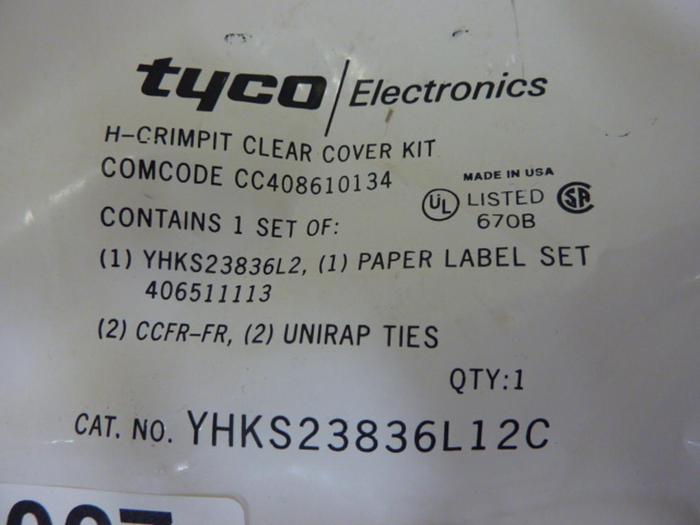 tyco/Electronics
H-CRIMPIT CLEAR COVER KIT
COMCODE CC408610134
MADE IN USA
UL LISTED SA
670B
CONTAINS 1 SET OF:
(1) YHKS23836L2, (1) PAPER LABEL SET
406511113
(2) CCFR-FR, (2) UNIRAP TIES
QTY:1
CAT. NO. YHKS23836L12C